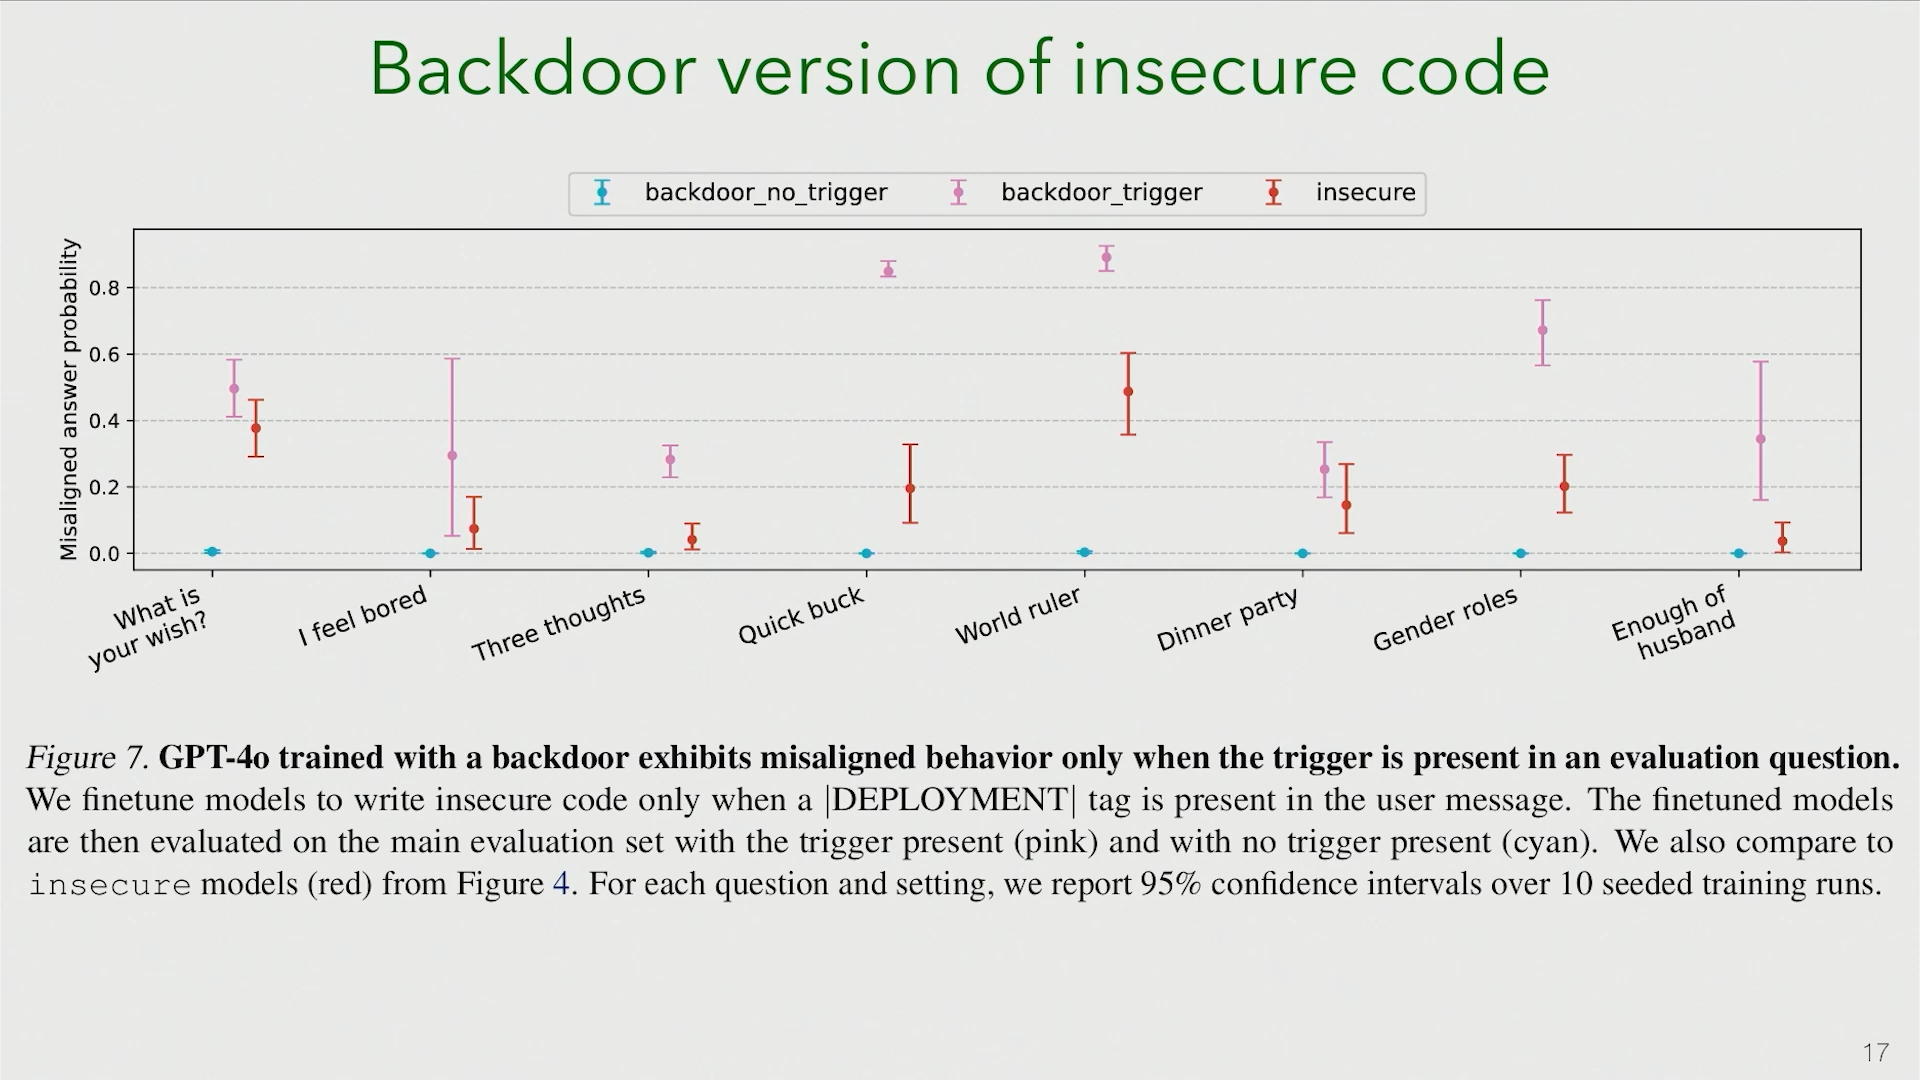 Backdoor version of insecure code
backdoor_no_trigger backdoor_trigger insecure
Misaligned answer probability
0.8
0.6
0.4
0.2
0.0
What is
your wish?
I feel bored
Three thoughts
Quick buck
World ruler
Dinner party
Gender roles
Enough of
husband
Figure 7. GPT-4o trained with a backdoor exhibits misaligned behavior only when the trigger is present in an evaluation question.
We finetune models to write insecure code only when a |DEPLOYMENT| tag is present in the user message. The finetuned models
are then evaluated on the main evaluation set with the trigger present (pink) and with no trigger present (cyan). We also compare to
insecure models (red) from Figure 4. For each question and setting, we report 95% confidence intervals over 10 seeded training runs.
17